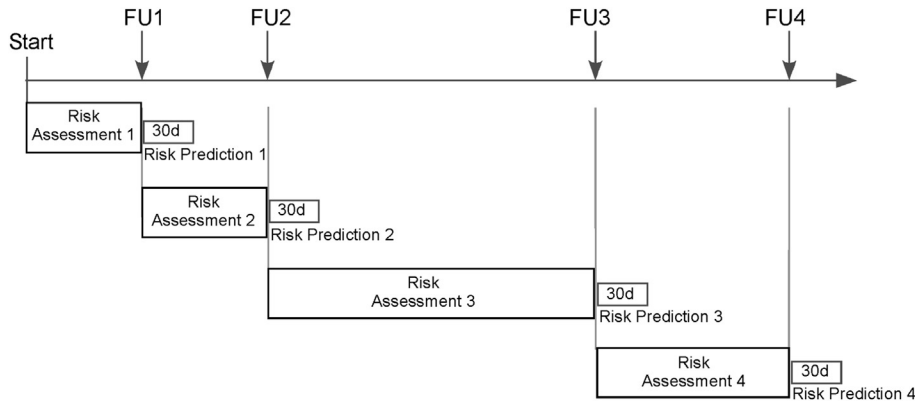 FU1 FU2 FU3 FU4
Start
Risk
Assessment 1
30d
Risk Prediction 1
Risk
Assessment 2
30d
Risk Prediction 2
Risk
Assessment 3
30d
Risk Prediction 3
Risk
Assessment 4
30d
Risk Prediction 4